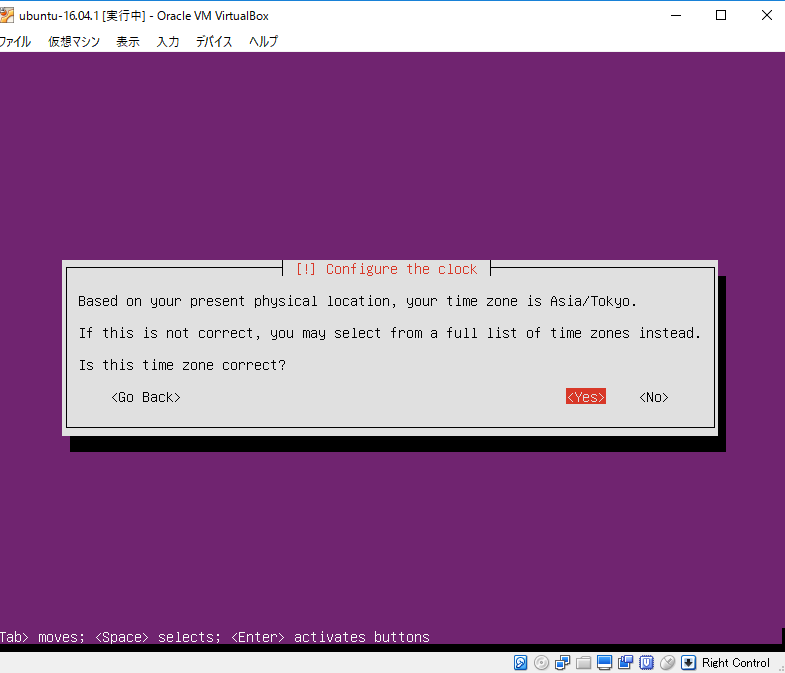 ubuntu-16.04.1 [実行中] - Oracle VM VirtualBox
ファイル 仮想マシン 表示 入力 デバイス ヘルプ
[!] Configure the clock
Based on your present physical location, your time zone is Asia/Tokyo.
If this is not correct, you may select from a full list of time zones instead.
Is this time zone correct?
<Go Back> <Yes> <No>
Tab> moves; <Space> selects; <Enter> activates buttons
Right Control